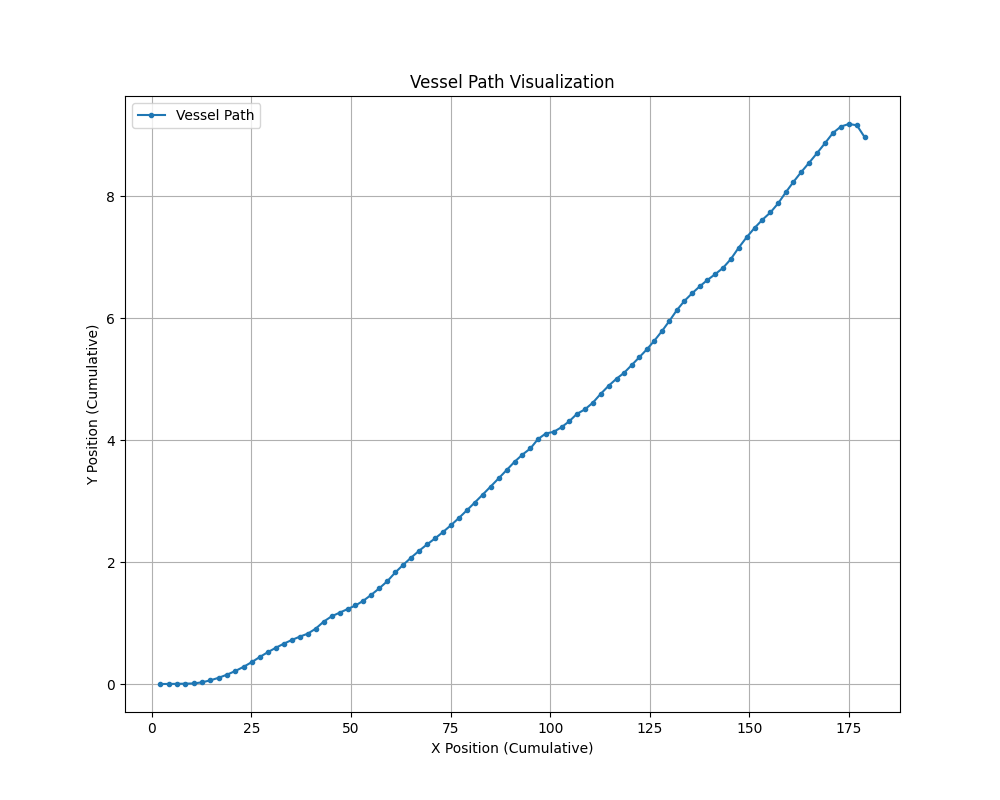 Vessel Path Visualization
Vessel Path
Y Position (Cumulative)
8
6
4
2
0
0 25 50 75 100 125 150 175
X Position (Cumulative)